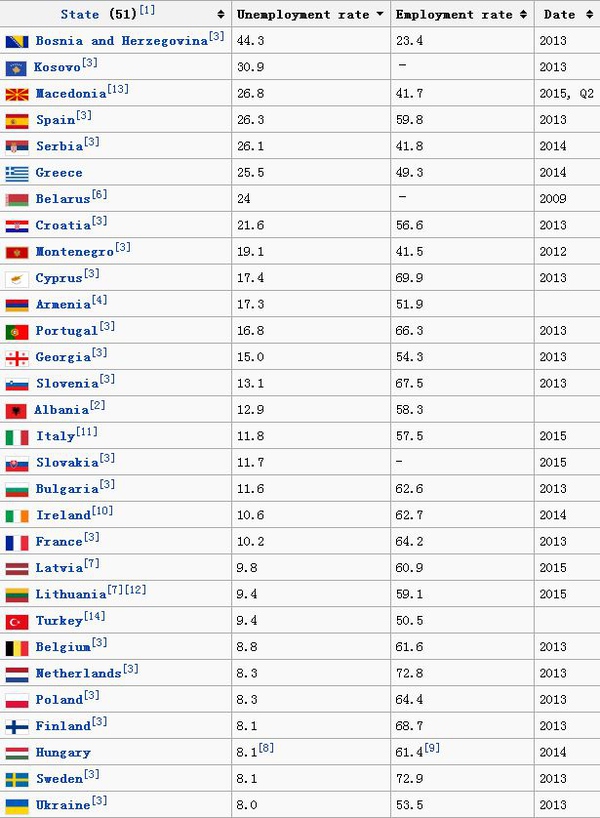 State (51)[1] Unemployment rate Employment rate Date
Bosnia and Herzegovina[3] 44.3 23.4 2013
Kosovo[3] 30.9 – 2013
Macedonia[13] 26.8 41.7 2015, Q2
Spain[3] 26.3 59.8 2013
Serbia[3] 26.1 41.8 2014
Greece 25.5 49.3 2014
Belarus[6] 24 – 2009
Croatia[3] 21.6 56.6 2013
Montenegro[3] 19.1 41.5 2012
Cyprus[3] 17.4 69.9 2013
Armenia[4] 17.3 51.9
Portugal[3] 16.8 66.3 2013
Georgia[3] 15.0 54.3 2013
Slovenia[3] 13.1 67.5 2013
Albania[2] 12.9 58.3
Italy[11] 11.8 57.5 2015
Slovakia[3] 11.7 - 2015
Bulgaria[3] 11.6 62.6 2013
Ireland[10] 10.6 62.7 2014
France[3] 10.2 64.2 2013
Latvia[7] 9.8 60.9 2015
Lithuania[7][12] 9.4 59.1 2015
Turkey[14] 9.4 50.5
Belgium[3] 8.8 61.6 2013
Netherlands[3] 8.3 72.8 2013
Poland[3] 8.3 64.4 2013
Finland[3] 8.1 68.7 2013
Hungary 8.1[8] 61.4[9] 2014
Sweden[3] 8.1 72.9 2013
Ukraine[3] 8.0 53.5 2013